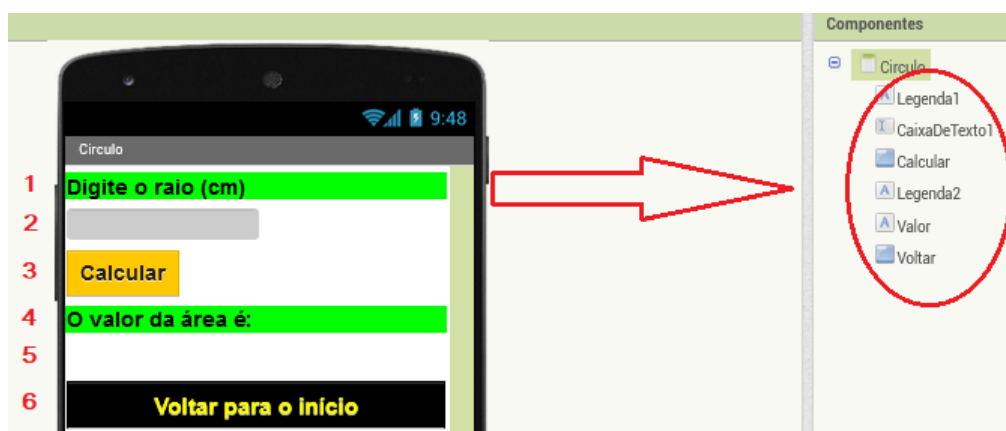 Componentes
Circulo
Legenda1
CaixaDeTexto1
Calcular
Legenda2
Valor
Voltar
9:48
Circulo
1 Digite o raio (cm)
2
3 Calcular
4 O valor da área é:
5
6 Voltar para o início